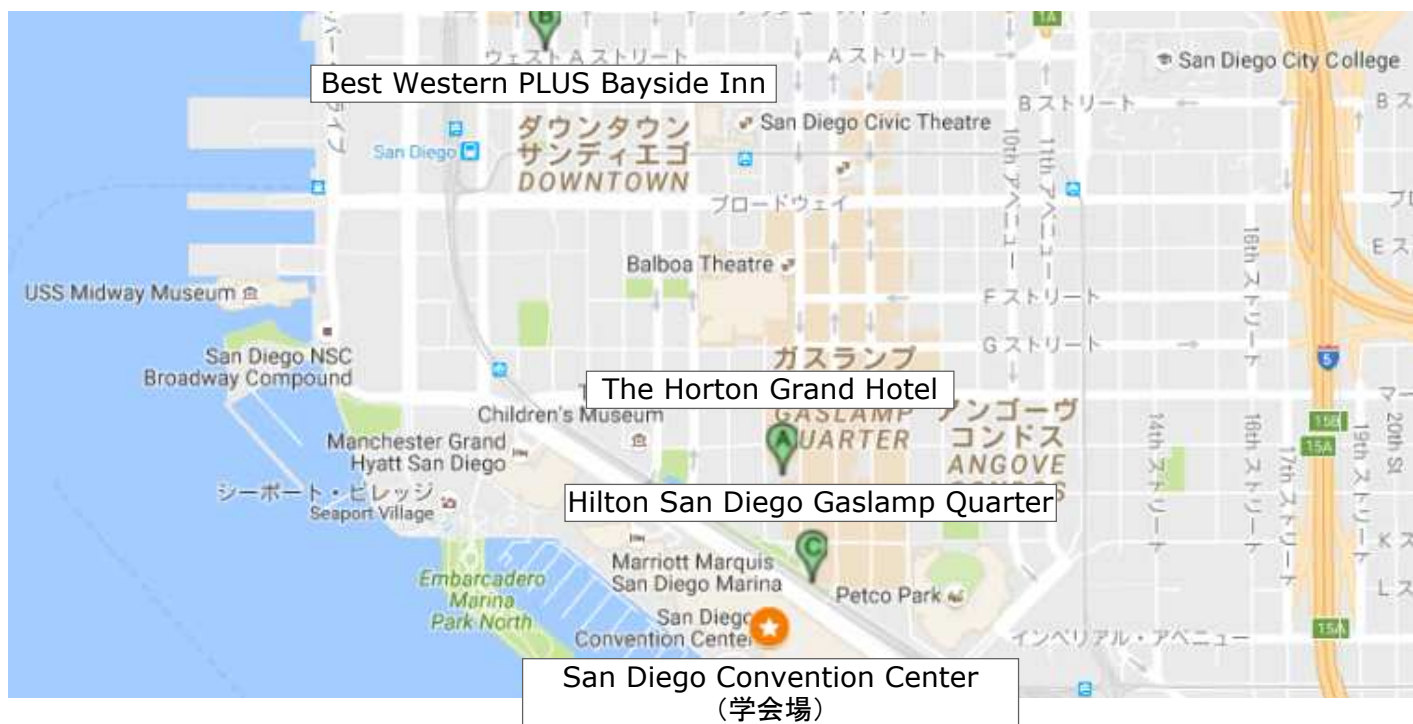 B
1A
ウェスト A ストリート
A ストリート
San Diego City College
Best Western PLUS Bayside Inn
B ストリート
ダウンタウン
サンディエゴ
DOWNTOWN
San Diego Civic Theatre
San Diego
10th アベニュー
11th アベニュー
ブロードウェイ
16th ストリート
Balboa Theatre
USS Midway Museum
F ストリート
San Diego NSC
Broadway Compound
G ストリート
5
ガスランプ
The Horton Grand Hotel
GASLAMP
QUARTER
Children's Museum
アンゴーヴ
コンドス
ANGOVE
Manchester Grand
Hyatt San Diego
A
14th ストリート
16th ストリート
17th ストリート
19th ストリート
20th St
15B
15A
シーポート・ビレッジ
Seaport Village
Hilton San Diego Gaslamp Quarter
C
Marriott Marquis
San Diego Marina
Embarcadero
Marina
Park North
Petco Park
San Diego
Convention Center
インペリアル・アベニュー
15A
San Diego Convention Center
（学会場）